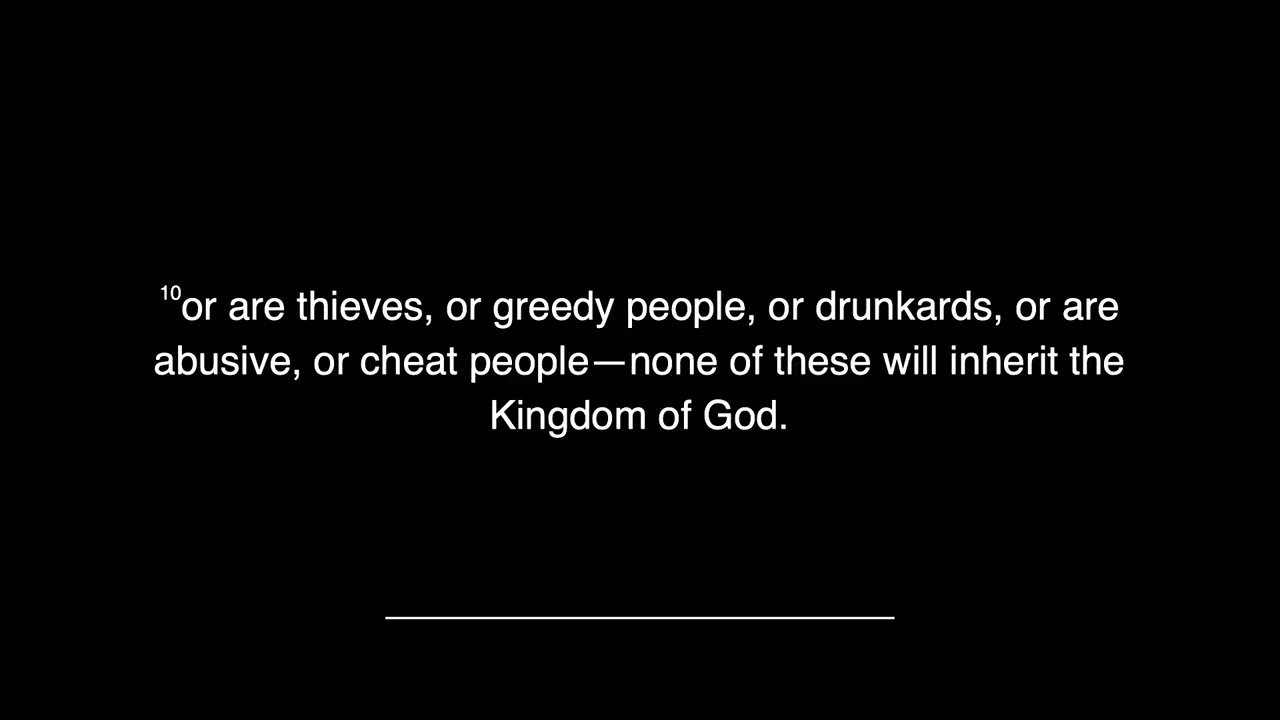 10or are thieves, or greedy people, or drunkards, or are
abusive, or cheat people—none of these will inherit the
Kingdom of God.